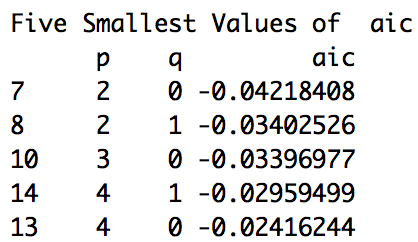 Five Smallest Values of  aic
      p    q         aic
7     2    0 -0.04218408
8     2    1 -0.03402526
10    3    0 -0.03396977
14    4    1 -0.02959499
13    4    0 -0.02416244